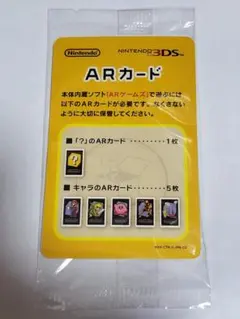 Nintendo
NINTENDO 3DS
ARカード
本体内蔵ソフト「ARゲームズ」で遊ぶには
以下のARカードが必要です。なくさない
ように大切に保管してください。
■「?」のARカード 1枚
■キャラのARカード 5枚